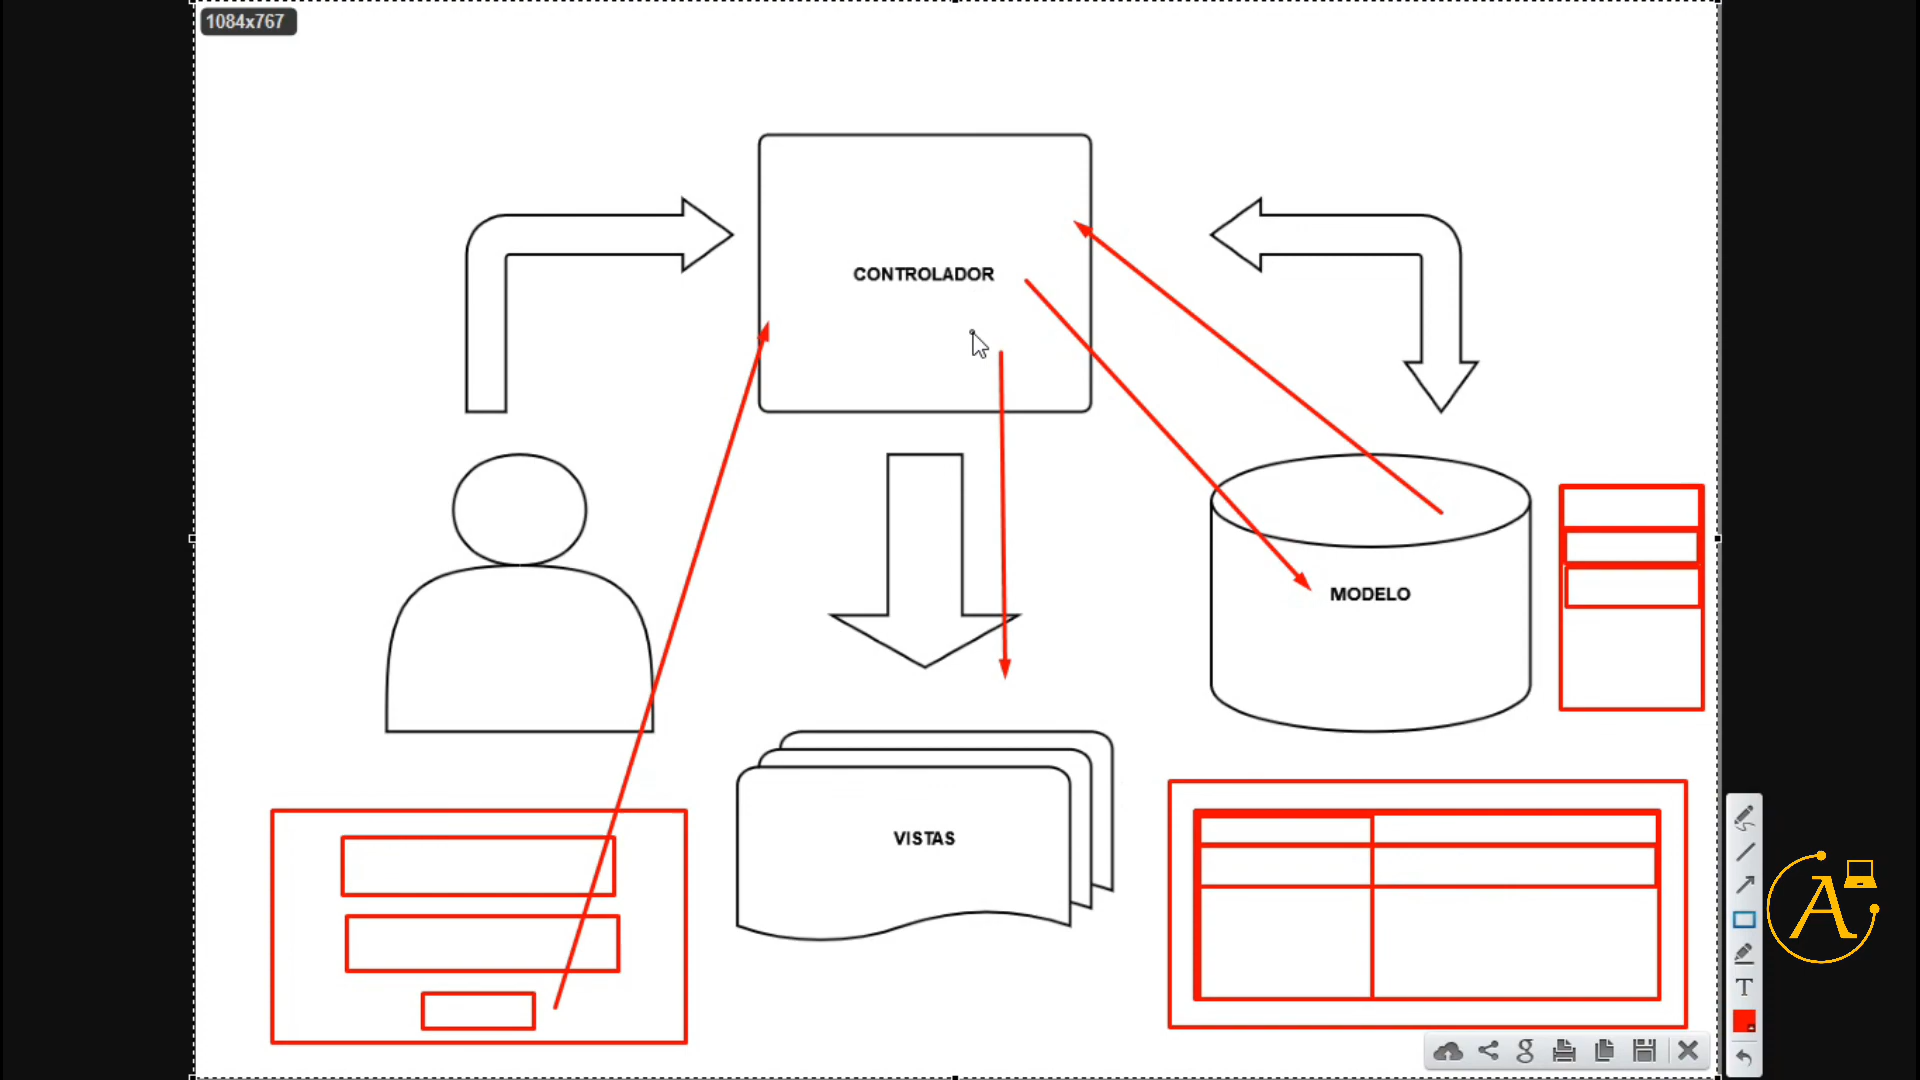 1084x767
CONTROLADOR
MODELO
VISTAS
A
g
T